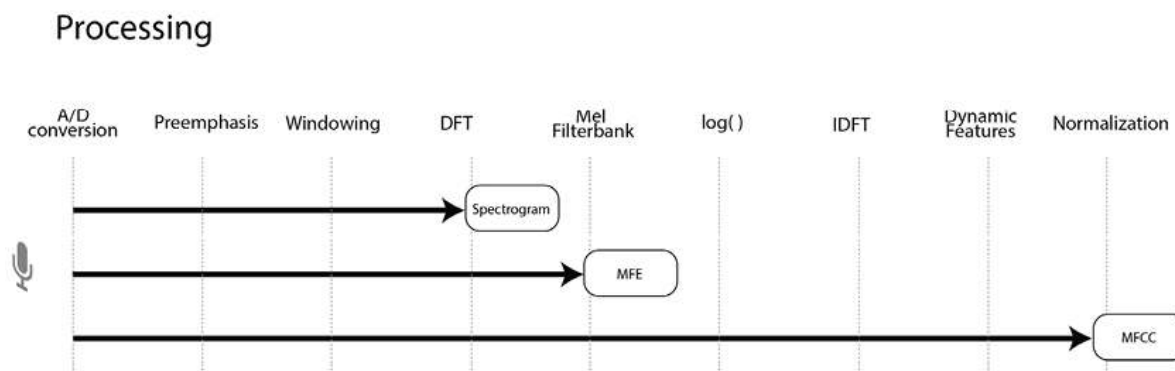 Processing
A/D
conversion
Preemphasis
Windowing
DFT
Mel
Filterbank
log( )
IDFT
Dynamic
Features
Normalization
Spectrogram
MFE
MFCC